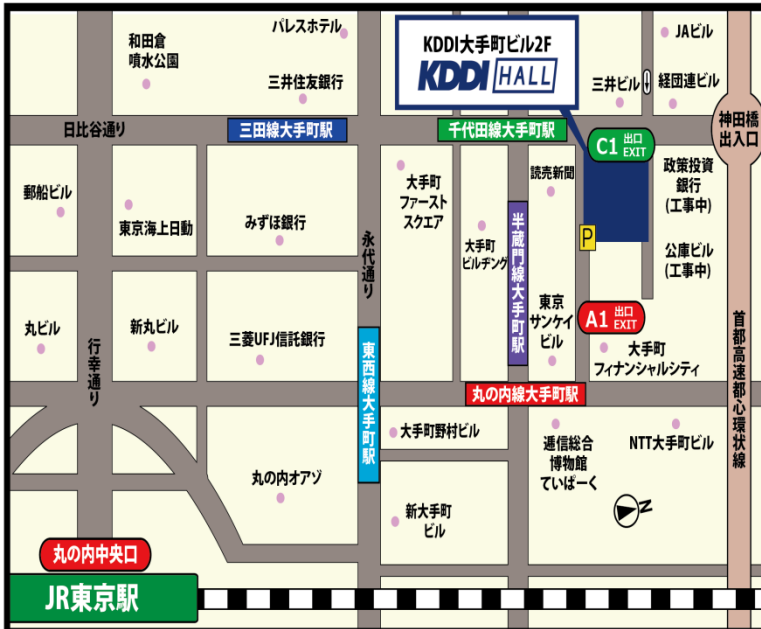 パレスホテル
和田倉
噴水公園
三井住友銀行
KDDI大手町ビル2F
KDDI HALL
JAビル
三井ビル
経団連ビル
日比谷通り
三田線大手町駅
千代田線大手町駅
C1 出口
EXIT
神田橋
出入口
郵船ビル
東京海上日動
みずほ銀行
永代通り
大手町
ファースト
スクエア
大手町
ビルヂング
半蔵門線大手町駅
読売新聞
P
政策投資
銀行
(工事中)
公庫ビル
(工事中)
丸ビル
新丸ビル
行幸通り
三菱UFJ信託銀行
東西線大手町駅
東京
サンケイ
ビル
A1 出口
EXIT
大手町
フィナンシャルシティ
首都高速都心環状線
丸の内線大手町駅
大手町野村ビル
逓信総合
博物館
ていぱーく
NTT大手町ビル
丸の内オアゾ
新大手町
ビル
N
丸の内中央口
JR東京駅